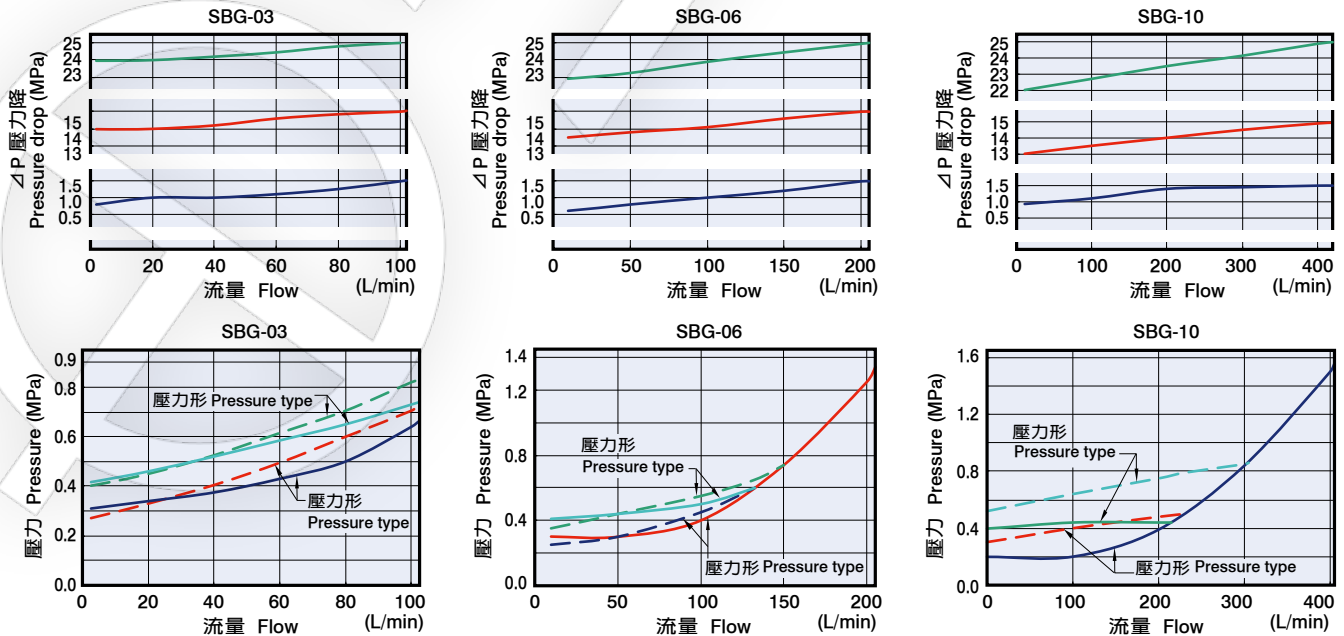 SBG-03
⊿P 壓力降
Pressure drop (MPa)
25
24
23
15
14
13
1.5
1.0
0.5
0 20 40 60 80 100
流量 Flow (L/min)
SBG-06
⊿P 壓力降
Pressure drop (MPa)
25
24
23
15
14
13
1.5
1.0
0.5
0 50 100 150 200
流量 Flow (L/min)
SBG-10
⊿P 壓力降
Pressure drop (MPa)
25
24
23
22
15
14
13
1.5
1.0
0.5
0 100 200 300 400
流量 Flow (L/min)
SBG-03
壓力 Pressure (MPa)
0.9
0.8
0.6
0.4
0.2
0.0
壓力形 Pressure type
壓力形
Pressure type
0 20 40 60 80 100
流量 Flow (L/min)
SBG-06
壓力 Pressure (MPa)
1.4
1.2
0.8
0.4
0.0
壓力形
Pressure type
壓力形 Pressure type
0 50 100 150 200
流量 Flow (L/min)
SBG-10
壓力 Pressure (MPa)
1.6
1.2
0.8
0.4
0.0
壓力形
Pressure type
壓力形 Pressure type
0 100 200 300 400
流量 Flow (L/min)